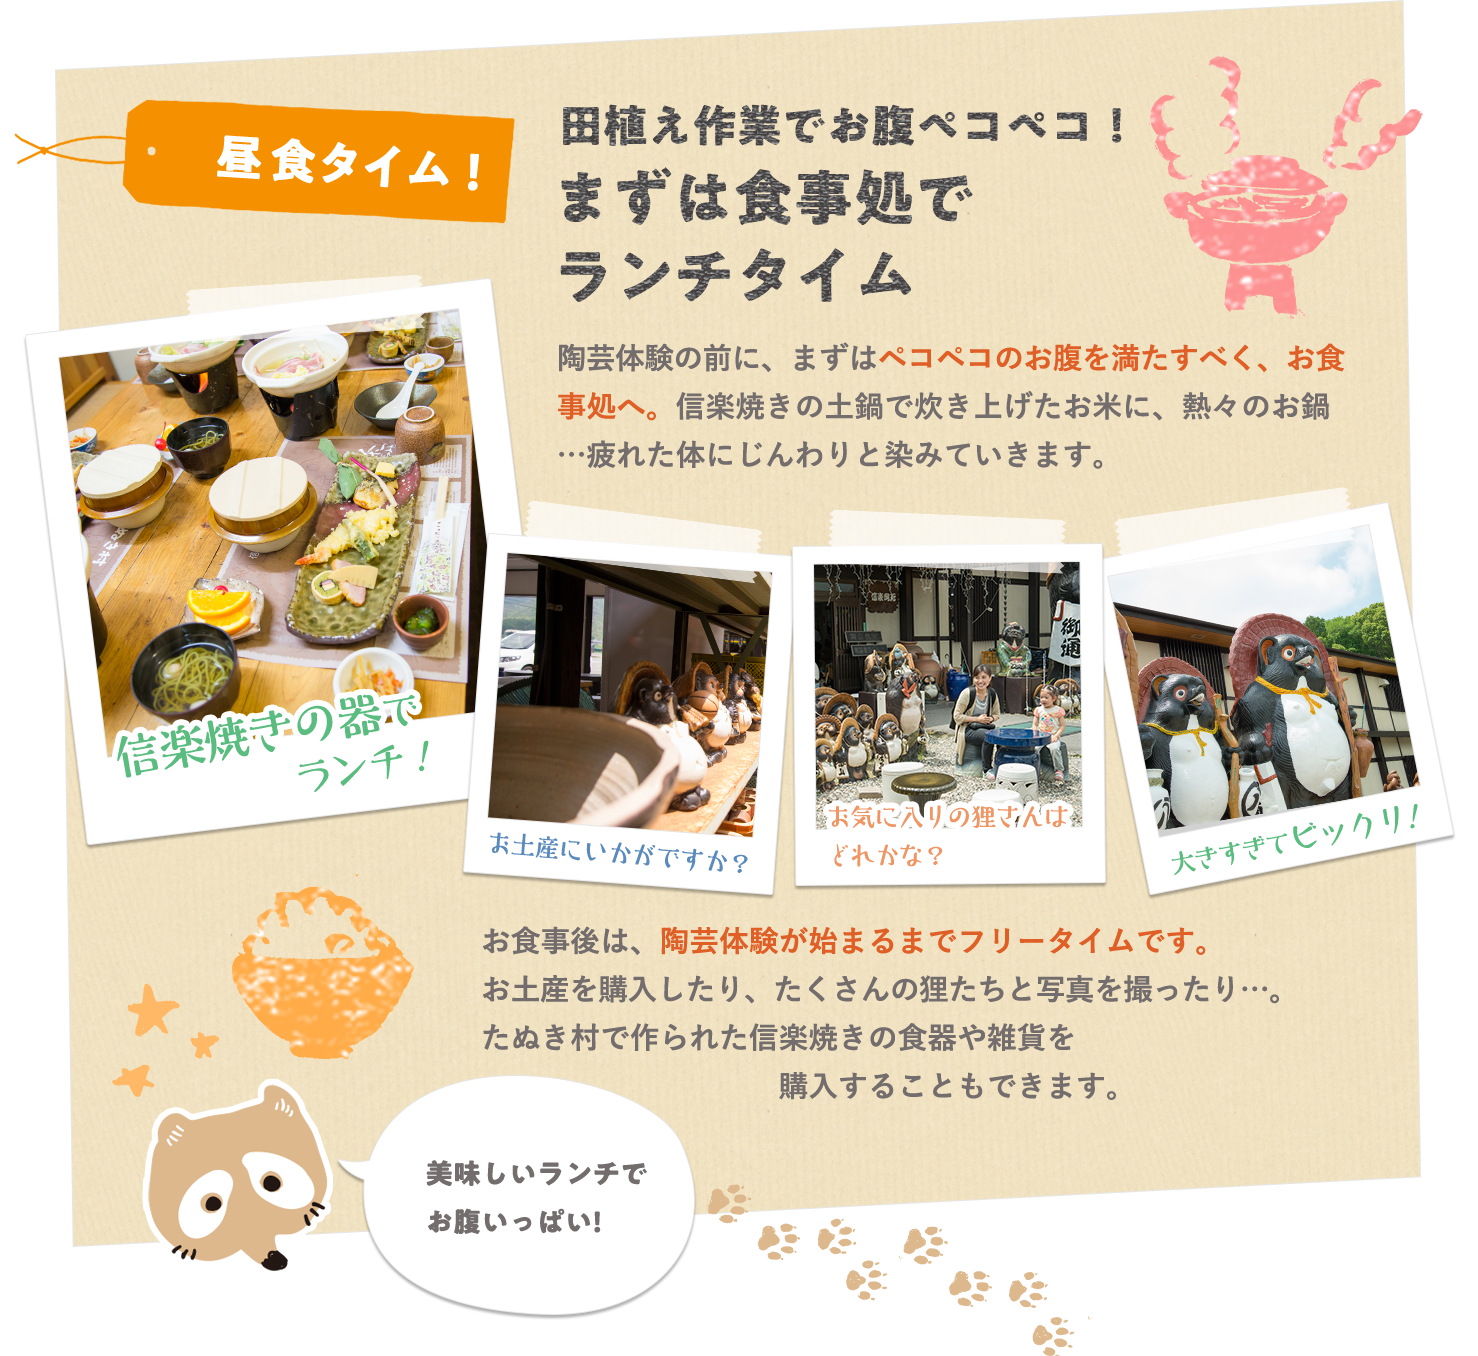 昼食タイム！
田植え作業でお腹ペコペコ！
まずは食事処で
ランチタイム
陶芸体験の前に、まずはペコペコのお腹を満たすべく、お食
事処へ。信楽焼きの土鍋で炊き上げたお米に、熱々のお鍋
…疲れた体にじんわりと染みていきます。
信楽焼きの器で
ランチ！
お土産にいかがですか？
お気に入りの狸さんは
どれかな？
大きすぎてビックリ！
お食事後は、陶芸体験が始まるまでフリータイムです。
お土産を購入したり、たくさんの狸たちと写真を撮ったり…。
たぬき村で作られた信楽焼きの食器や雑貨を
購入することもできます。
美味しいランチで
お腹いっぱい!